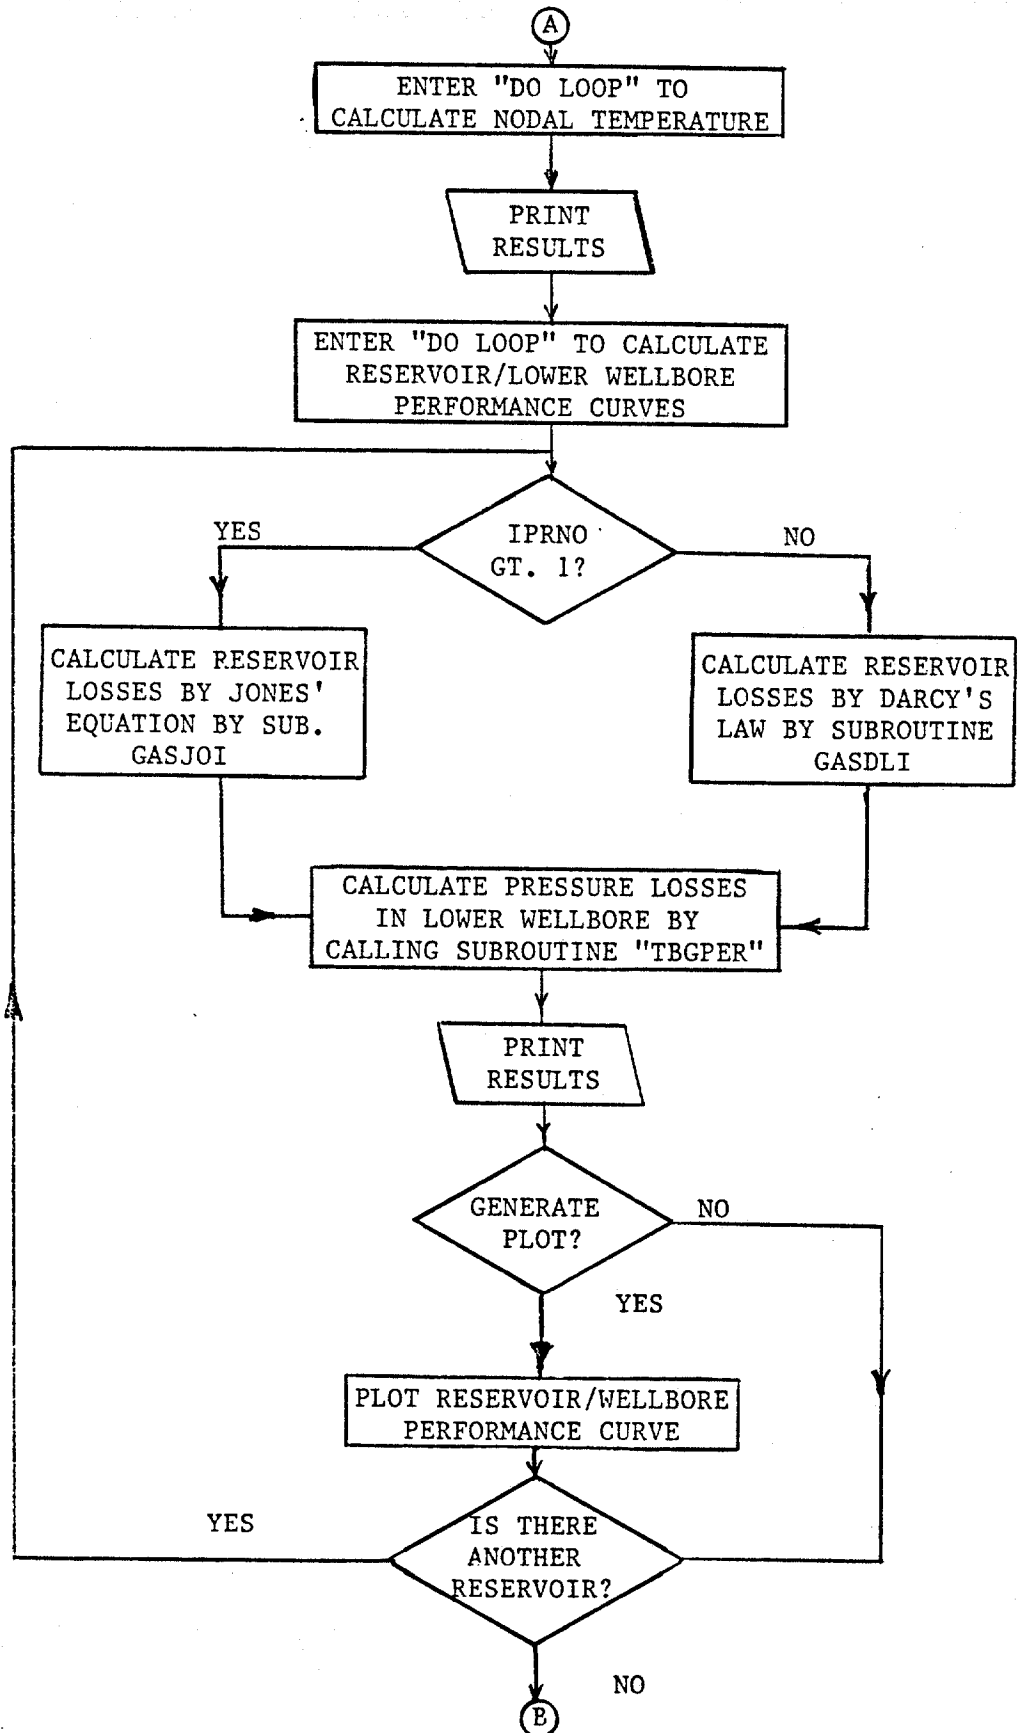 A
ENTER "DO LOOP" TO
CALCULATE NODAL TEMPERATURE
PRINT
RESULTS
ENTER "DO LOOP" TO CALCULATE
RESERVOIR/LOWER WELLBORE
PERFORMANCE CURVES
YES
IPRNO
GT. 1?
NO
CALCULATE RESERVOIR
LOSSES BY JONES'
EQUATION BY SUB.
GASJOI
CALCULATE RESERVOIR
LOSSES BY DARCY'S
LAW BY SUBROUTINE
GASDLI
CALCULATE PRESSURE LOSSES
IN LOWER WELLBORE BY
CALLING SUBROUTINE "TBGPER"
PRINT
RESULTS
GENERATE
PLOT?
NO
YES
PLOT RESERVOIR/WELLBORE
PERFORMANCE CURVE
YES
IS THERE
ANOTHER
RESERVOIR?
NO
B